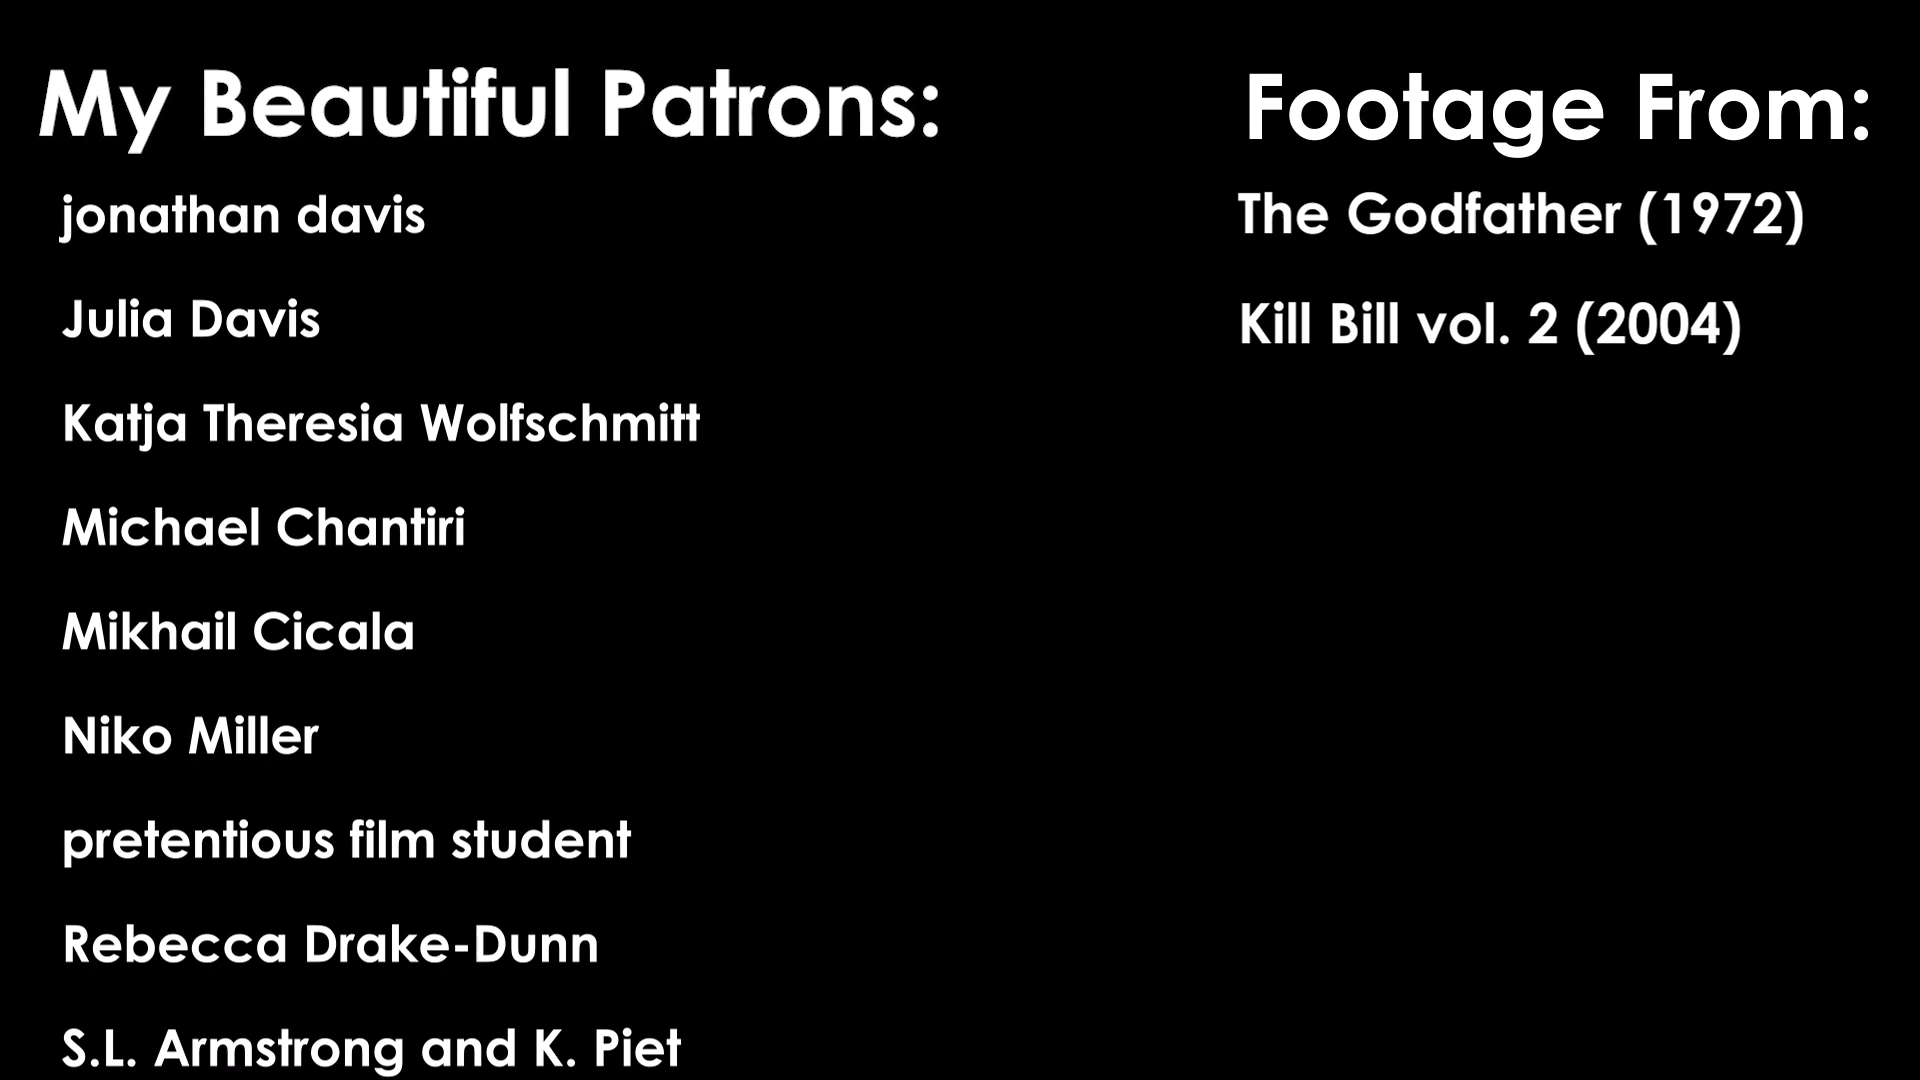 My Beautiful Patrons:
jonathan davis
Julia Davis
Katja Theresia Wolfschmitt
Michael Chantiri
Mikhail Cicala
Niko Miller
pretentious film student
Rebecca Drake-Dunn
S.L. Armstrong and K. Piet
Footage From:
The Godfather (1972)
Kill Bill vol. 2 (2004)